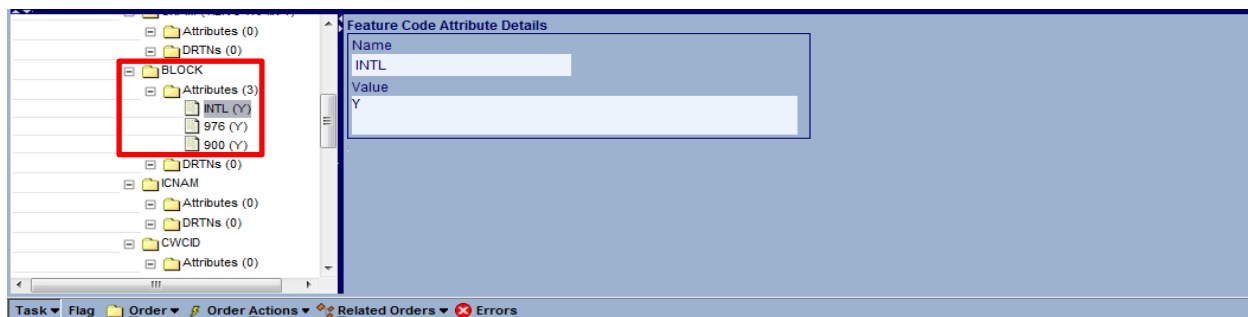 Attributes (0)
DRTNs (0)
BLOCK
Attributes (3)
INTL (Y)
976 (Y)
900 (Y)
DRTNs (0)
ICNAM
Attributes (0)
DRTNs (0)
CWCID
Attributes (0)
Feature Code Attribute Details
Name
INTL
Value
Y
Task Flag Order Order Actions Related Orders Errors